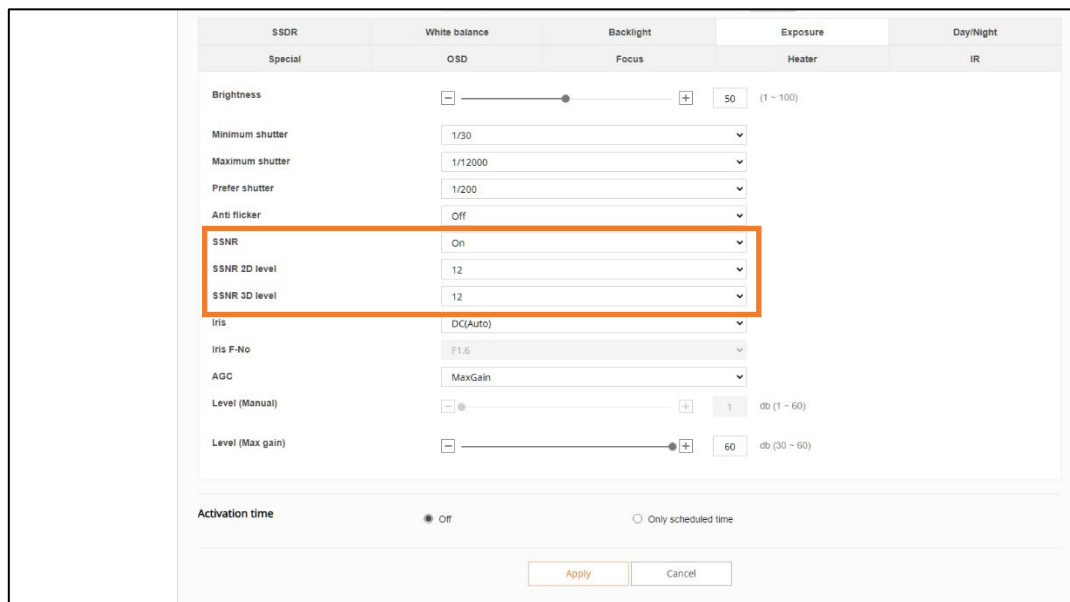 SSDR White balance Backlight Exposure Day/Night
Special OSD Focus Heater IR
Brightness 50 (1 ~ 100)
Minimum shutter 1/30
Maximum shutter 1/12000
Prefer shutter 1/200
Anti flicker Off
SSNR On
SSNR 2D level 12
SSNR 3D level 12
Iris DC(Auto)
Iris F-No F1.6
AGC MaxGain
Level (Manual) 1 db (1 ~ 60)
Level (Max gain) 60 db (30 ~ 60)
Activation time Off Only scheduled time
Apply Cancel